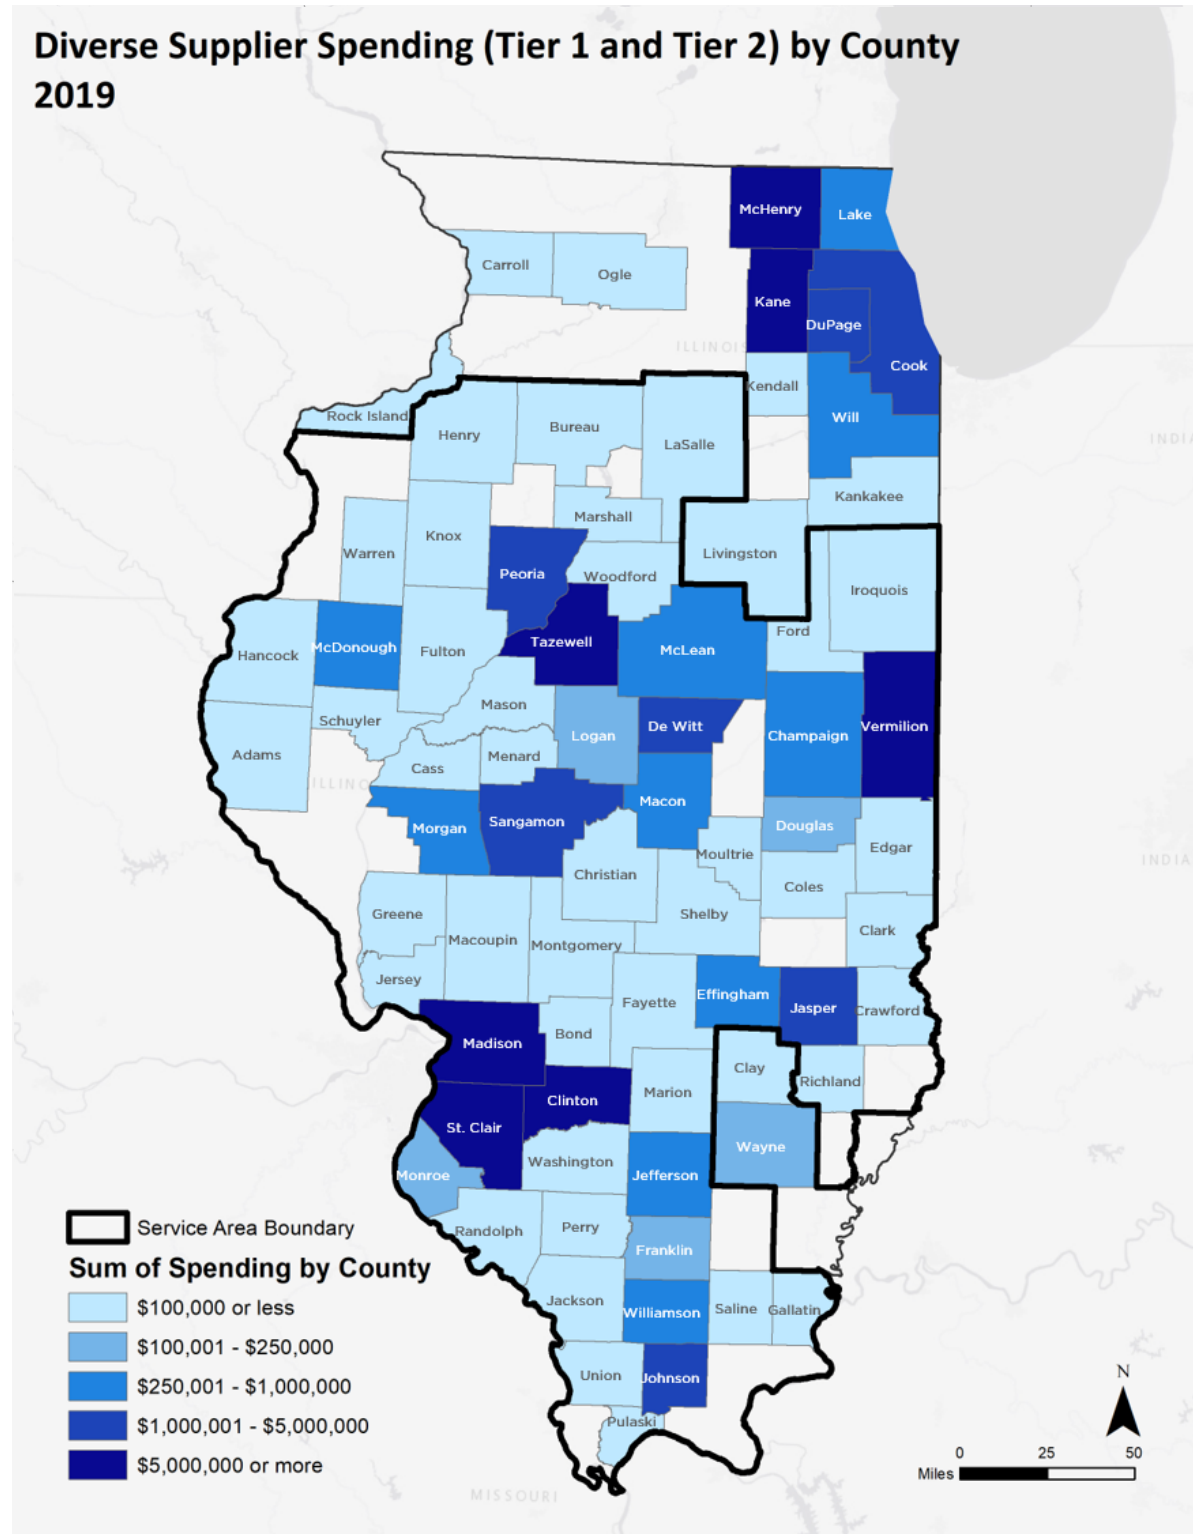 Diverse Supplier Spending (Tier 1 and Tier 2) by County
2019
McHenry
Lake
Carroll
Ogle
Kane
DuPage
ILLINOIS
Cook
Kendall
Rock Island
Will
Henry
Bureau
LaSalle
INDIA
Kankakee
Marshall
Knox
Warren
Livingston
Peoria
Woodford
Iroquois
Ford
Tazewell
McDonough
Fulton
McLean
Hancock
Mason
Schuyler
Logan
De Witt
Champaign
Vermilion
Adams
Menard
Cass
ILLINO
Macon
Morgan
Sangamon
Douglas
Edgar
Moultrie
INDIA
Christian
Coles
Greene
Shelby
Macoupin
Montgomery
Clark
Jersey
Effingham
Fayette
Jasper
Crawford
Bond
Madison
Clay
Richland
Marion
Clinton
St. Clair
Wayne
Washington
Monroe
Jefferson
Randolph
Perry
Franklin
Jackson
Williamson
Saline
Gallatin
Union
Johnson
Pulaski
MISSOURI
Service Area Boundary
Sum of Spending by County
$100,000 or less
$100,001 - $250,000
$250,001 - $1,000,000
$1,000,001 - $5,000,000
$5,000,000 or more
N
0 25 50
Miles